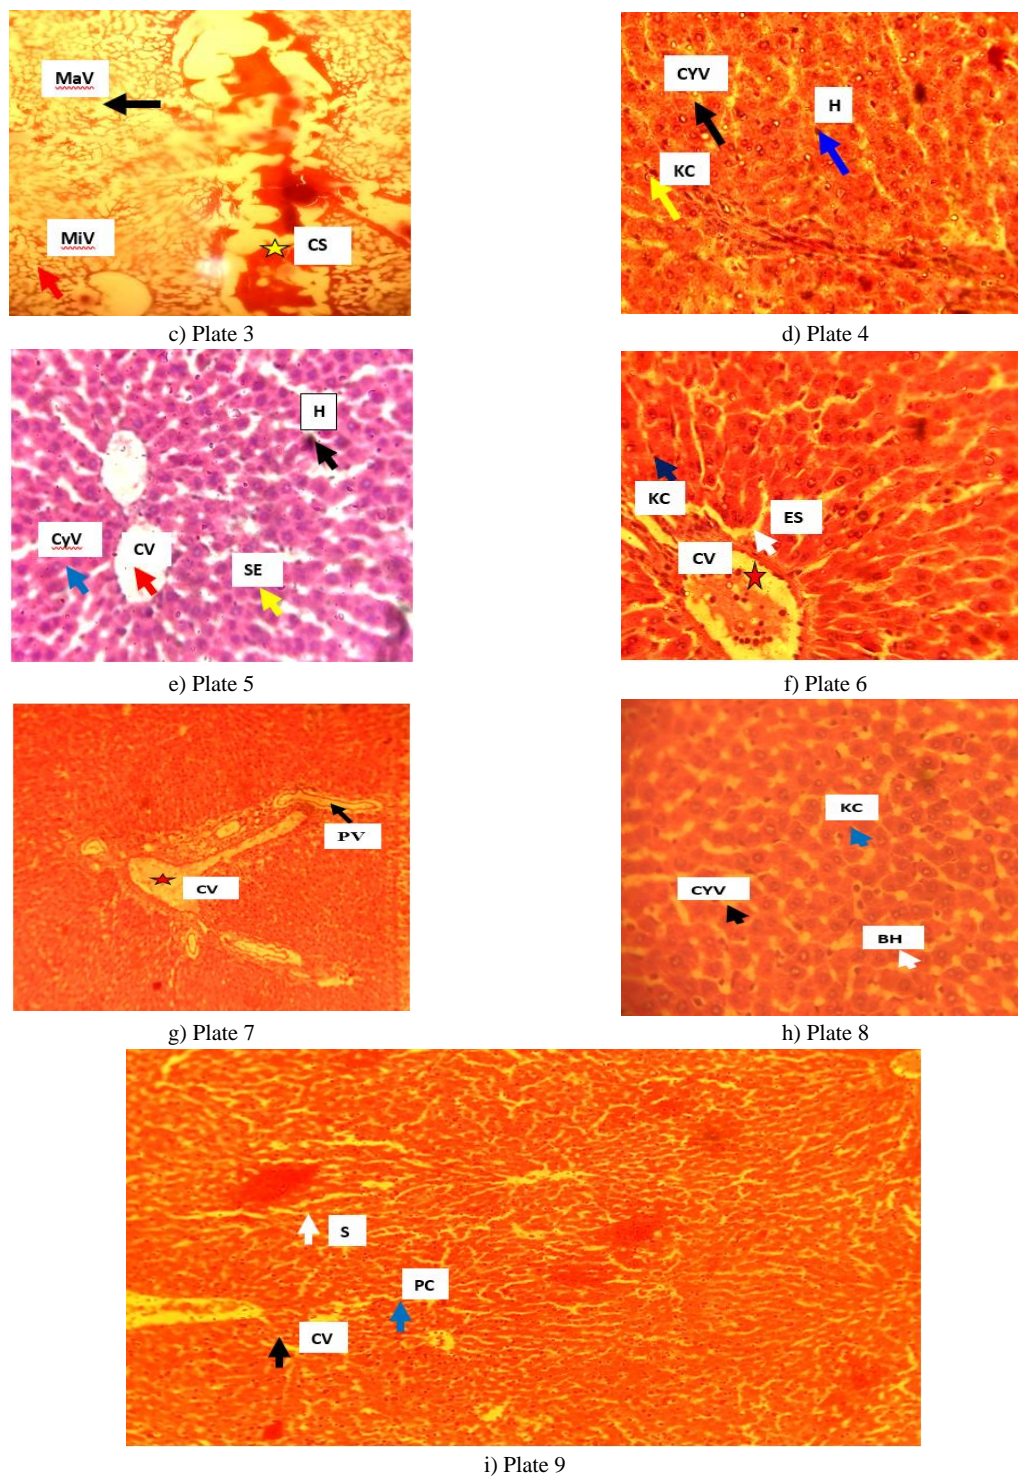 MaV
MiV
CS
c) Plate 3
CYV
H
KC
d) Plate 4
H
CyV
CV
SE
e) Plate 5
KC
ES
CV
f) Plate 6
PV
CV
g) Plate 7
KC
CYV
BH
h) Plate 8
S
PC
CV
i) Plate 9